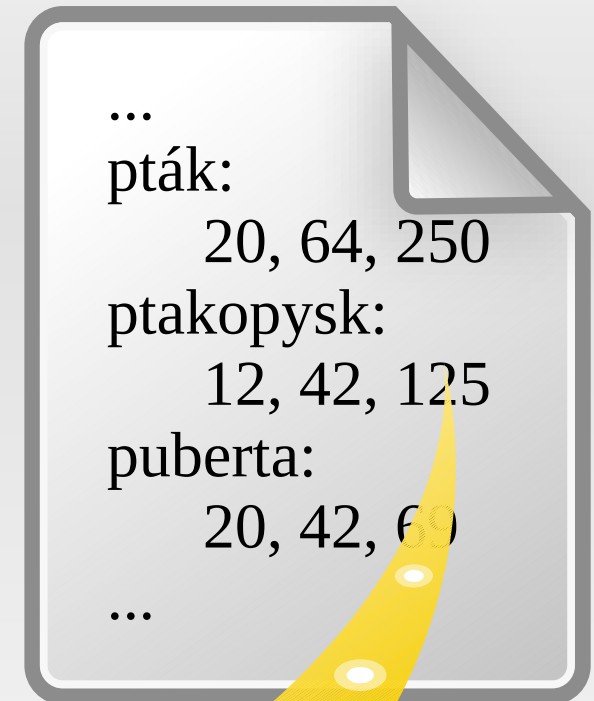 ...
pták:
20, 64, 250
ptakopysk:
12, 42, 125
puberta:
20, 42, 69
...